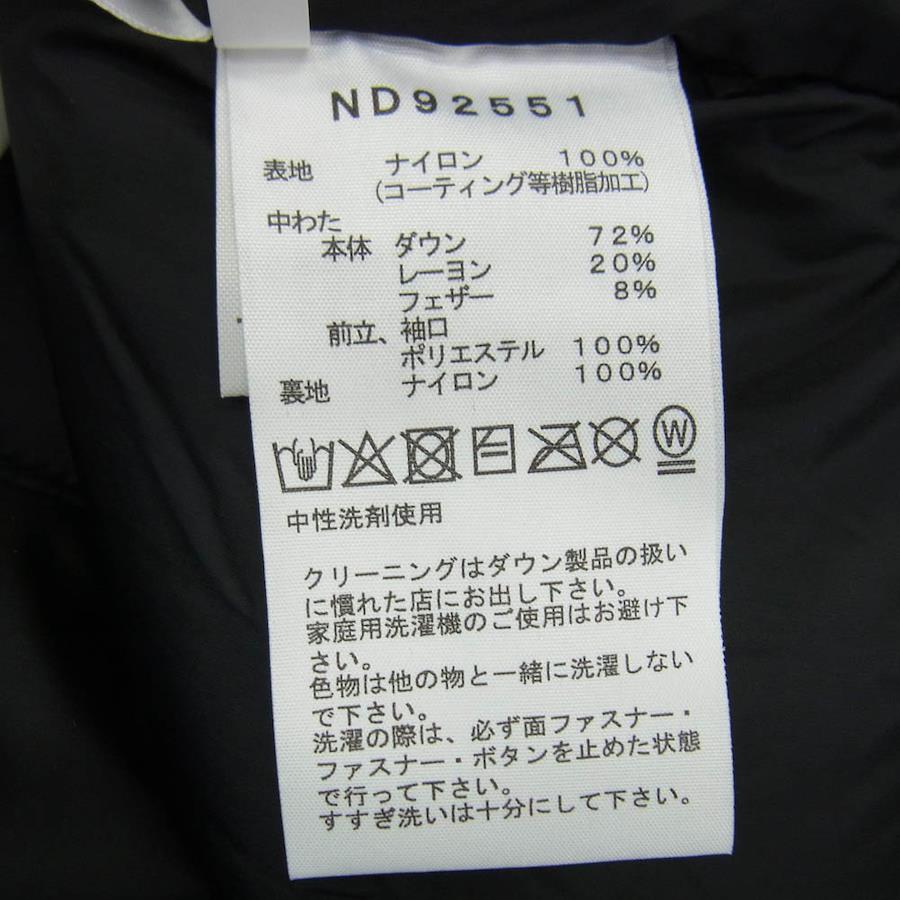 ND92551
表地 ナイロン 100%
(コーティング等樹脂加工)
中わた
本体 ダウン 72%
レーヨン 20%
フェザー 8%
前立、袖口
ポリエステル 100%
裏地 ナイロン 100%
W
中性洗剤使用
クリーニングはダウン製品の扱い
に慣れた店にお出し下さい。
家庭用洗濯機のご使用はお避け下
さい。
色物は他の物と一緒に洗濯しない
で下さい。
洗濯の際は、必ず面ファスナー・
ファスナー・ボタンを止めた状態
で行って下さい。
すすぎ洗いは十分にして下さい。